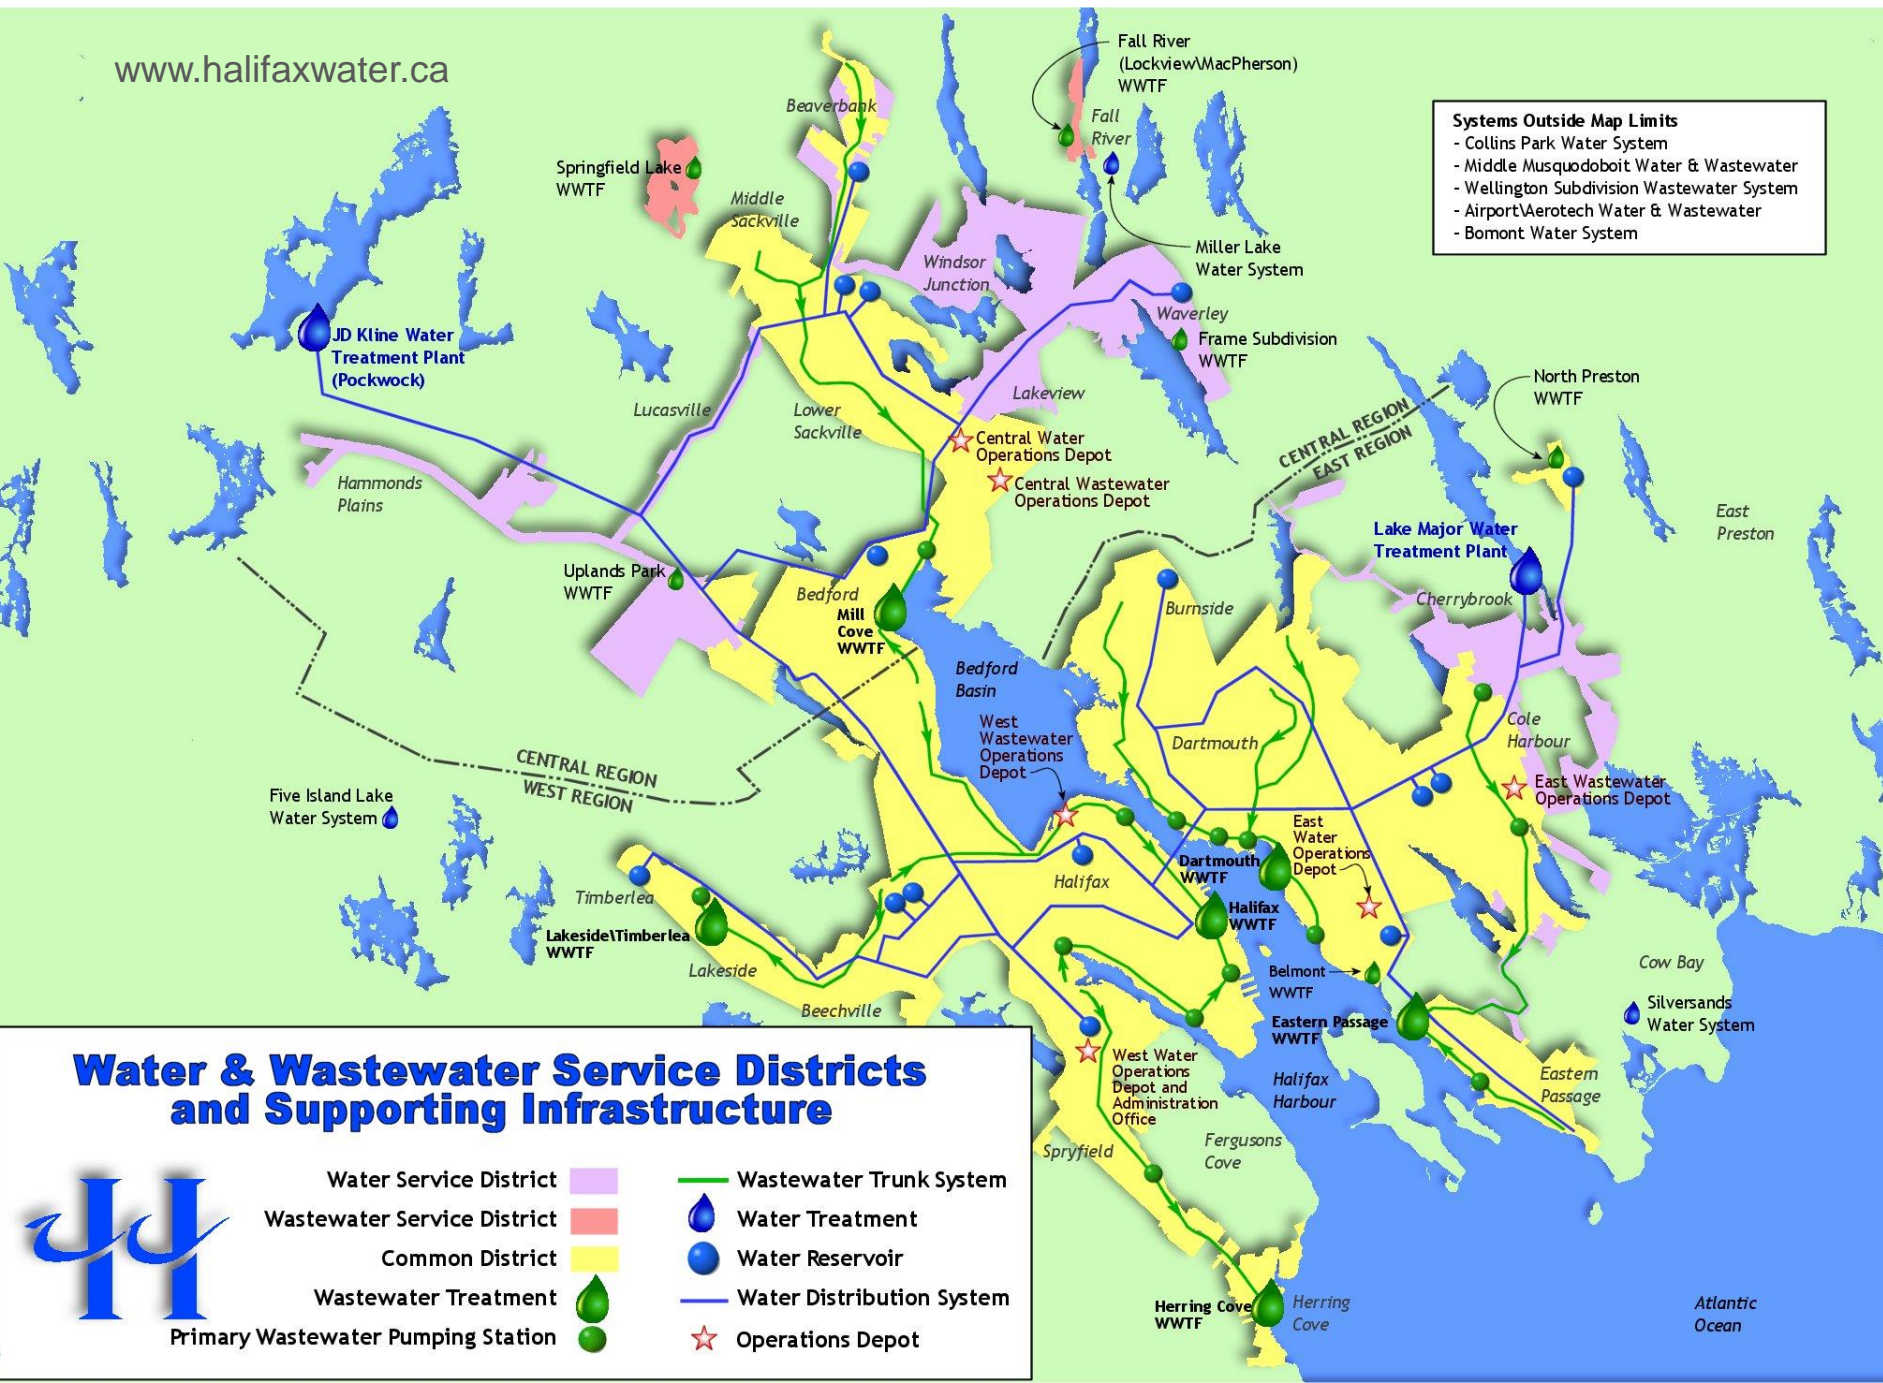 www.halifaxwater.ca
Fall River
(Lockview\MacPherson)
WWTF
Beaverbank
Fall
River
Systems Outside Map Limits
- Collins Park Water System
- Middle Musquodoboit Water & Wastewater
- Wellington Subdivision Wastewater System
- Airport\Aerotech Water & Wastewater
- Bomont Water System
Springfield Lake
WWTF
Middle
Sackville
Windsor
Junction
Miller Lake
Water System
Waverley
Frame Subdivision
WWTF
JD Kline Water
Treatment Plant
(Pockwock)
North Preston
WWTF
Lucasville
Lower
Sackville
Lakeview
CENTRAL REGION
EAST REGION
Central Water
Operations Depot
Central Wastewater
Operations Depot
Hammonds
Plains
East
Preston
Lake Major Water
Treatment Plant
Uplands Park
WWTF
Bedford
Mill
Cove
WWTF
Burnside
Cherrybrook
Bedford
Basin
West
Wastewater
Operations
Depot
Dartmouth
Cole
Harbour
CENTRAL REGION
WEST REGION
East Wastewater
Operations Depot
Five Island Lake
Water System
East
Water
Operations
Depot
Dartmouth
WWTF
Halifax
Timberlea
Halifax
WWTF
Lakeside\Timberlea
WWTF
Lakeside
Beechville
Belmont
WWTF
Cow Bay
Eastern Passage
WWTF
Silversands
Water System
West Water
Operations
Depot and
Administration
Office
Halifax
Harbour
Eastern
Passage
Spryfield
Fergusons
Cove
Herring Cove
WWTF
Herring
Cove
Atlantic
Ocean
Water & Wastewater Service Districts
and Supporting Infrastructure
Water Service District
Wastewater Service District
Common District
Wastewater Treatment
Primary Wastewater Pumping Station
Wastewater Trunk System
Water Treatment
Water Reservoir
Water Distribution System
Operations Depot